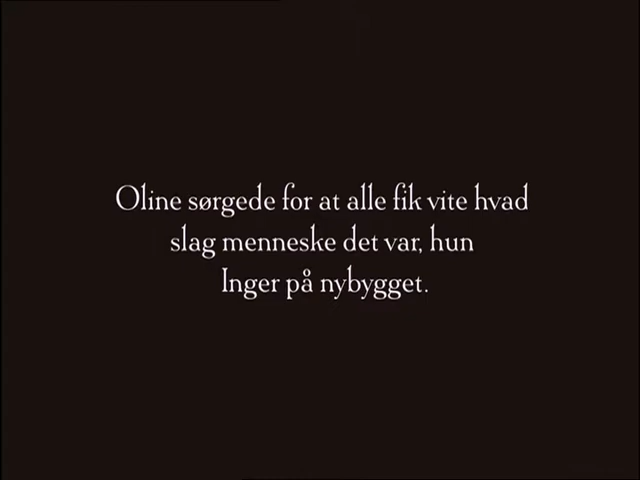 Oline sørgede for at alle fik vite hvad
slag menneske det var, hun
Inger på nybygget.